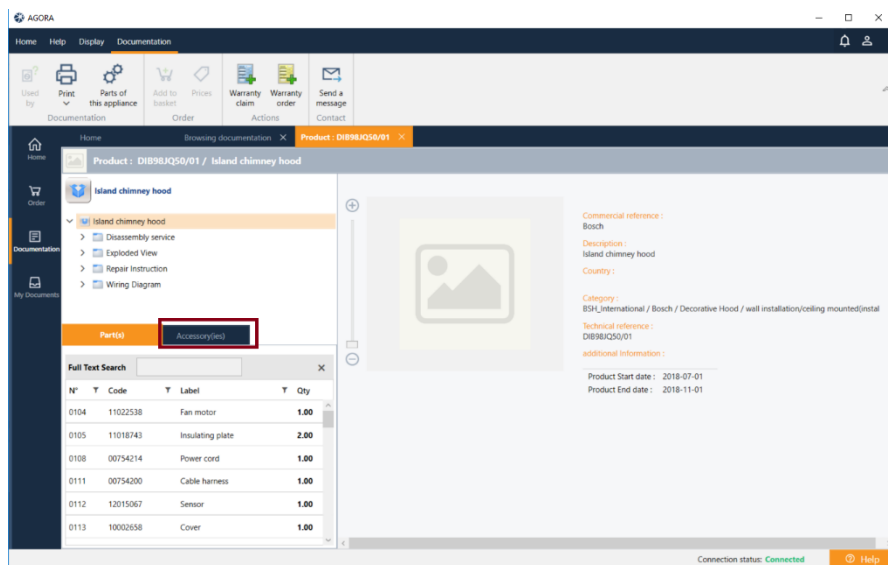 AGORA
Home Help Display Documentation
Used by
Print
Parts of this appliance
Add to basket
Prices
Warranty claim
Warranty order
Send a message
Documentation Order Actions Contact
Home Browsing documentation Product : DIB98JQ50/01
Home
Order
Documentation
My Documents
Product : DIB98JQ50/01 / Island chimney hood
Island chimney hood
Island chimney hood
Disassembly service
Exploded View
Repair Instruction
Wiring Diagram
Part(s) Accessory(ies)
Full Text Search
N° Code Label Qty
0104 11022538 Fan motor 1.00
0105 11018743 Insulating plate 2.00
0108 00754214 Power cord 1.00
0111 00754200 Cable harness 1.00
0112 12015067 Sensor 1.00
0113 10002658 Cover 1.00
Commercial reference :
Bosch
Description :
Island chimney hood
Country :
Category :
BSH_International / Bosch / Decorative Hood / wall installation/ceiling mounted(instal
Technical reference :
DIB98JQ50/01
additional Information :
Product Start date : 2018-07-01
Product End date : 2018-11-01
Connection status: Connected
Help